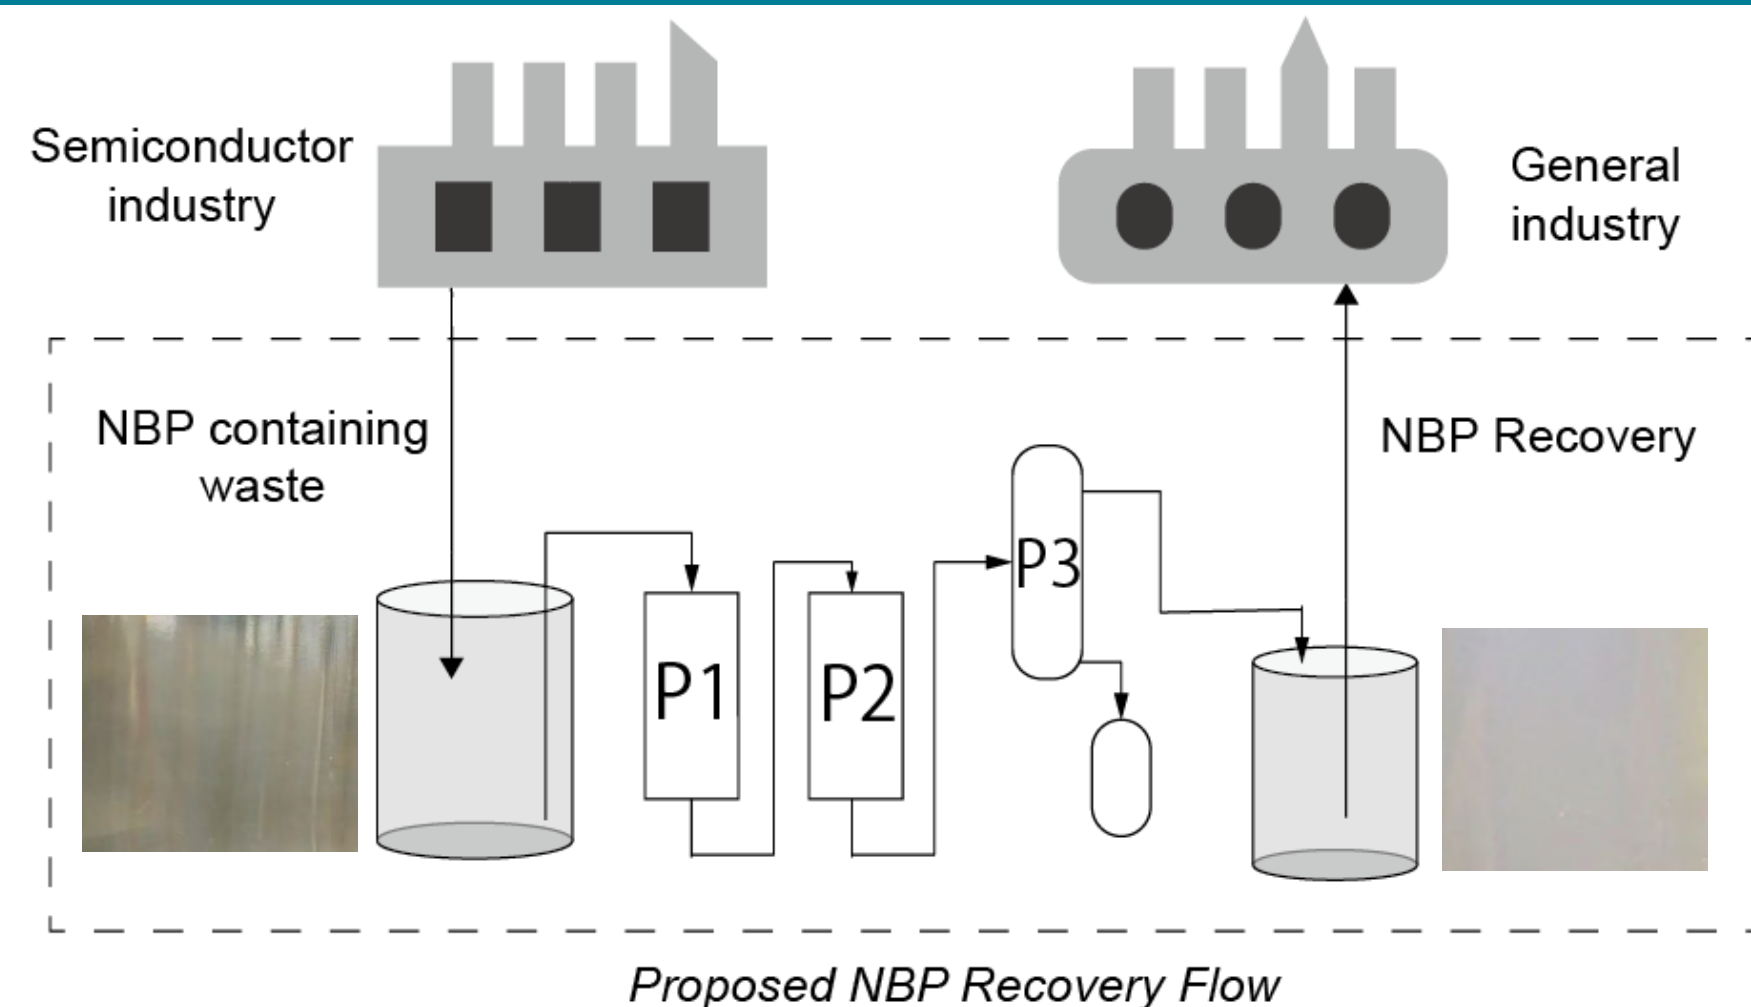 Semiconductor
industry
General
industry
NBP containing
waste
NBP Recovery
P1
P2
P3
Proposed NBP Recovery Flow